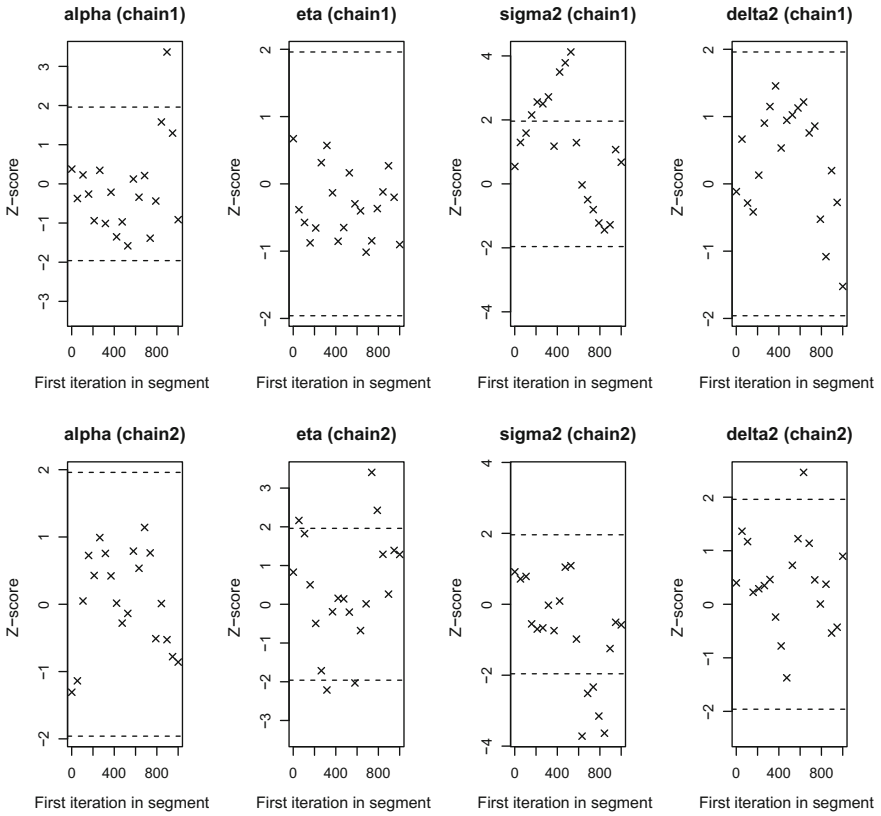 alpha (chain1)
eta (chain1)
sigma2 (chain1)
delta2 (chain1)
Z-score
3
2
1
0
−1
−2
−3
0
400
800
First iteration in segment
Z-score
2
1
0
−1
−2
0
400
800
First iteration in segment
Z-score
4
2
0
−2
−4
0
400
800
First iteration in segment
Z-score
2
1
0
−1
−2
0
400
800
First iteration in segment
alpha (chain2)
eta (chain2)
sigma2 (chain2)
delta2 (chain2)
Z-score
2
1
0
−1
−2
0
400
800
First iteration in segment
Z-score
3
2
1
0
−1
−2
−3
0
400
800
First iteration in segment
Z-score
4
2
0
−2
−4
0
400
800
First iteration in segment
Z-score
2
1
0
−1
−2
0
400
800
First iteration in segment